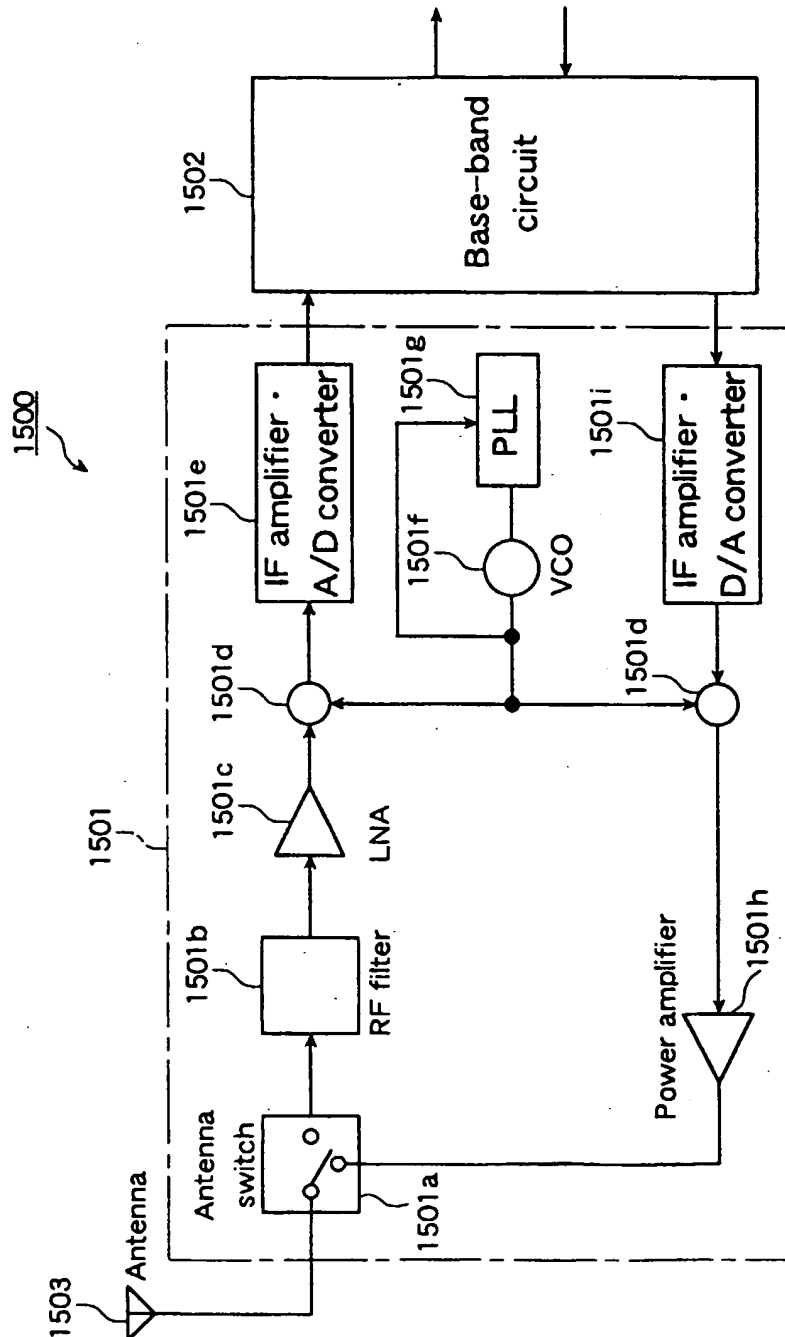 1500
1503
Antenna
1501
Antenna
switch
1501a
1501b
RF filter
1501c
LNA
1501d
1501e
IF amplifier・
A/D converter
1501f
VCO
1501g
PLL
1502
Base-band
circuit
1501h
Power amplifier
1501d
1501i
IF amplifier・
D/A converter